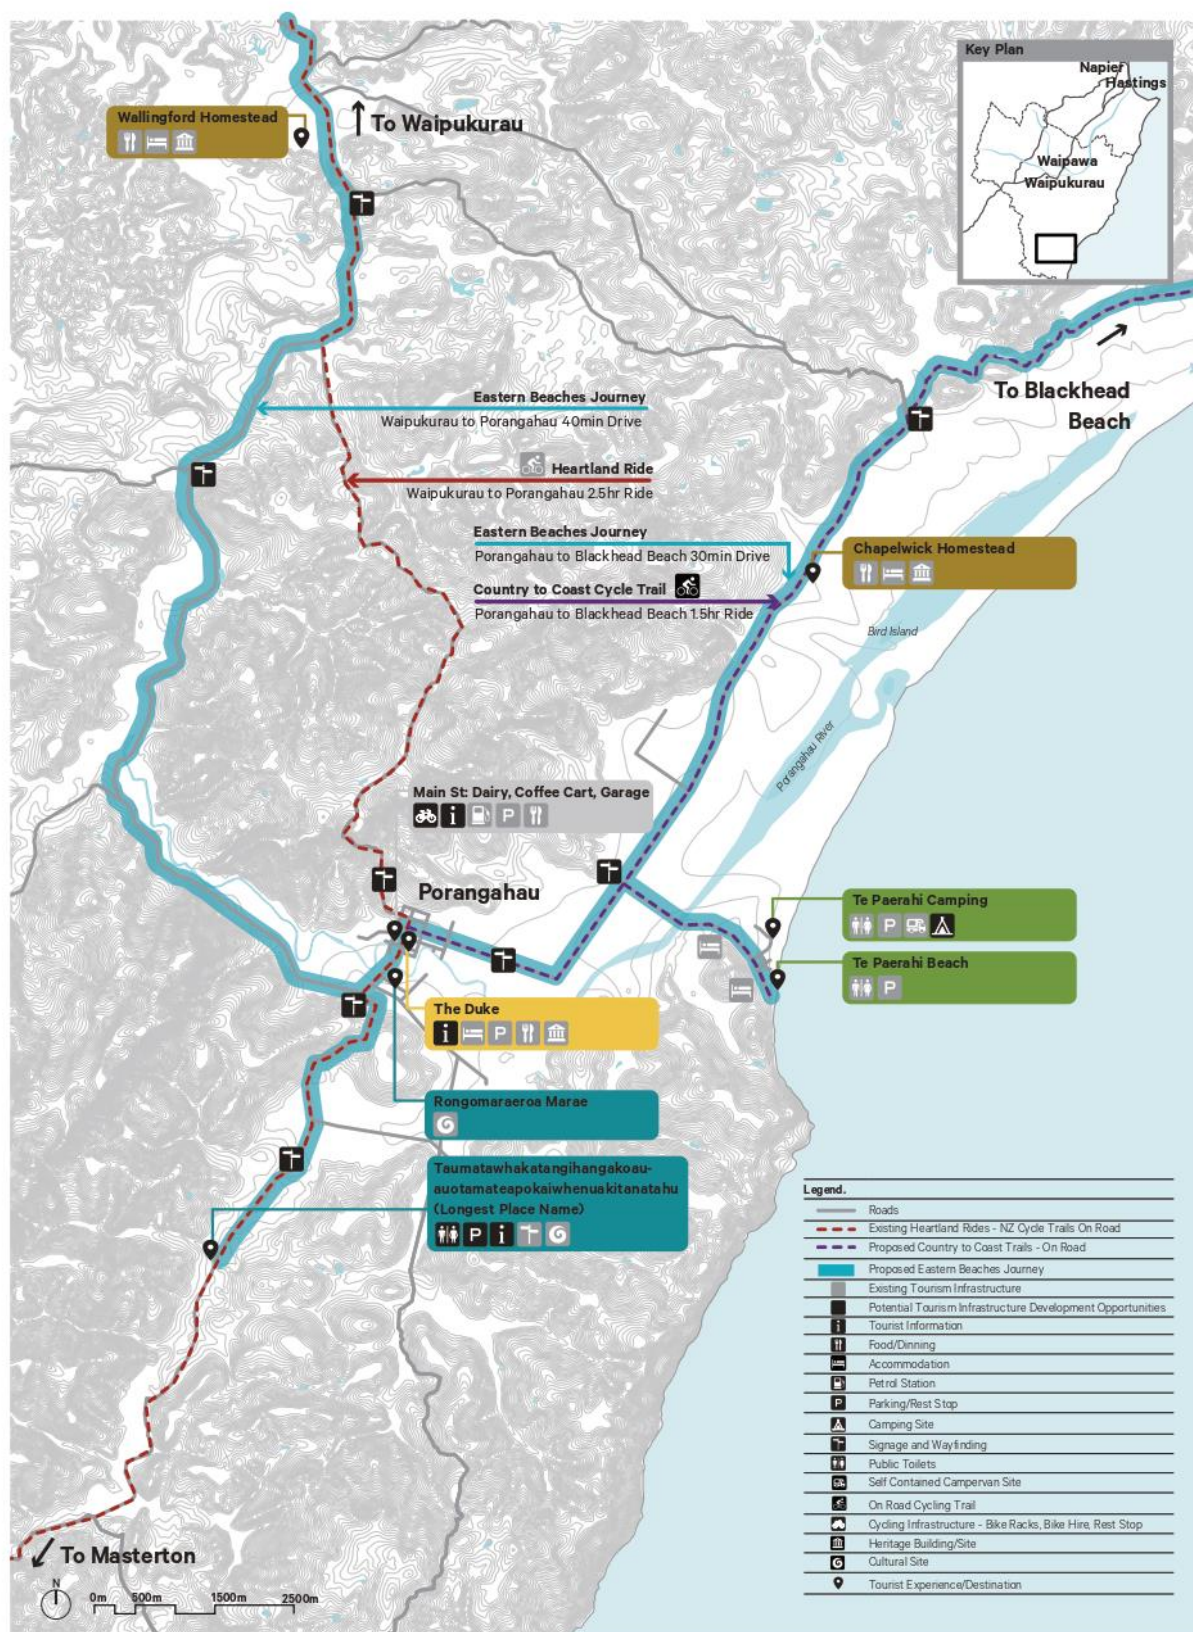 Key Plan
Napier
Hastings
Waipawa
Waipukurau
Wallingford Homestead
To Waipukurau
To Blackhead
Beach
Eastern Beaches Journey
Waipukurau to Porangahau 40min Drive
Heartland Ride
Waipukurau to Porangahau 2.5hr Ride
Eastern Beaches Journey
Porangahau to Blackhead Beach 30min Drive
Country to Coast Cycle Trail
Porangahau to Blackhead Beach 1.5hr Ride
Chapelwick Homestead
Bird Island
Porangahau River
Main St: Dairy, Coffee Cart, Garage
i P
Porangahau
Te Paerahi Camping
P
Te Paerahi Beach
P
The Duke
i P
Rongomaraeroa Marae
Taumatawhakatangihangakoau-
auotamateapokaiwhenuakitanatahu
(Longest Place Name)
P i
Legend.
Roads
Existing Heartland Rides - NZ Cycle Trails On Road
Proposed Country to Coast Trails - On Road
Proposed Eastern Beaches Journey
Existing Tourism Infrastructure
Potential Tourism Infrastructure Development Opportunities
i Tourist Information
Food/Dinning
Accommodation
Petrol Station
P Parking/Rest Stop
Camping Site
Signage and Wayfinding
Public Toilets
Self Contained Campervan Site
On Road Cycling Trail
Cycling Infrastructure - Bike Racks, Bike Hire, Rest Stop
Heritage Building/Site
Cultural Site
Tourist Experience/Destination
To Masterton
N
0m 500m 1500m 2500m